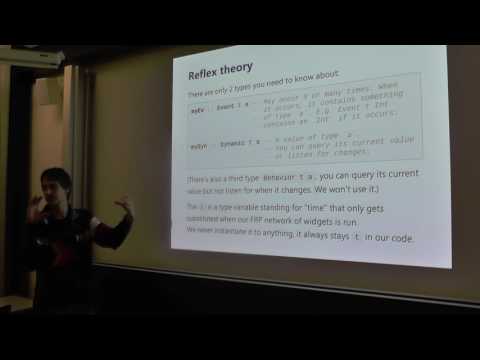 Reflex theory
There are only 2 types you need to know about:
myEv :: Event t a -- May occur 0 or many times. When
it occurs, it contains something
of type `a`. E.g. Event t Int
contains an `Int` if it occurs.
myDyn :: Dynamic t a -- A value of type `a`.
-- You can query its current value
or listen for changes.
(There's also a third type Behavior t a, you can query its current
value but not listen for when it changes. We won't use it.)
The t is a type variable standing for "time" that only gets
substituted when our FRP network of widgets is run.
We never instantiate it to anything, it always stays t in our code.